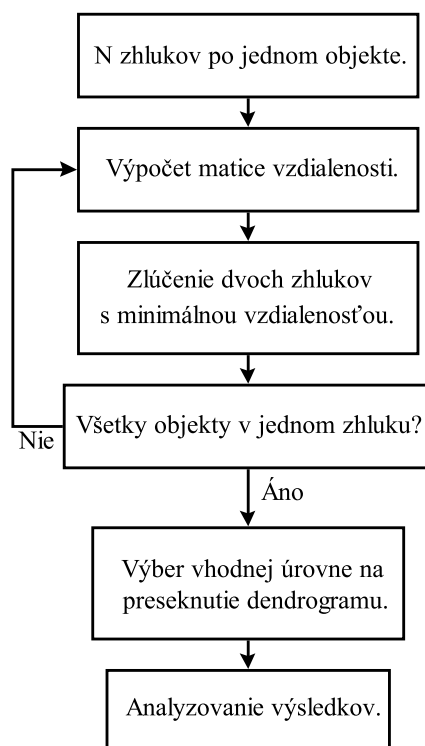 N zhlukov po jednom objekte.
Výpočet matice vzdialenosti.
Zlúčenie dvoch zhlukov
s minimálnou vzdialenosťou.
Všetky objekty v jednom zhluku?
Nie
Áno
Výber vhodnej úrovne na
preseknutie dendrogramu.
Analyzovanie výsledkov.